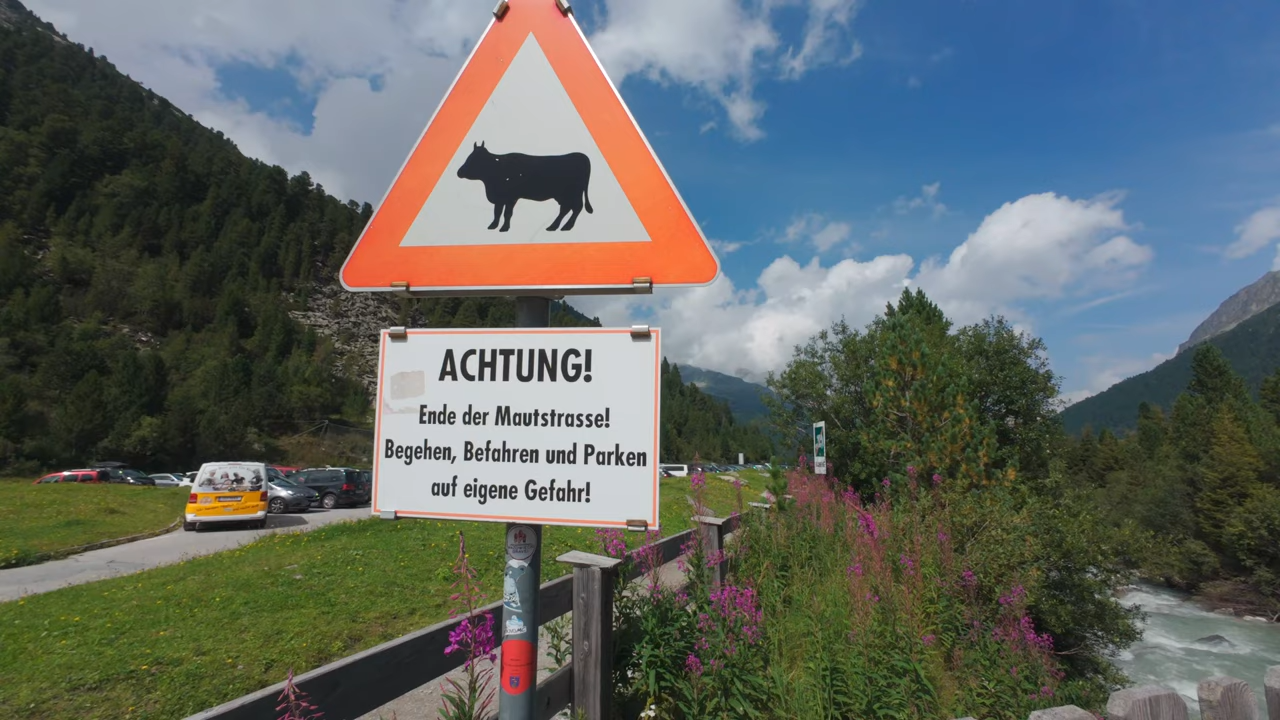 ACHTUNG!
Ende der Mautstrasse!
Begehen, Befahren und Parken
auf eigene Gefahr!